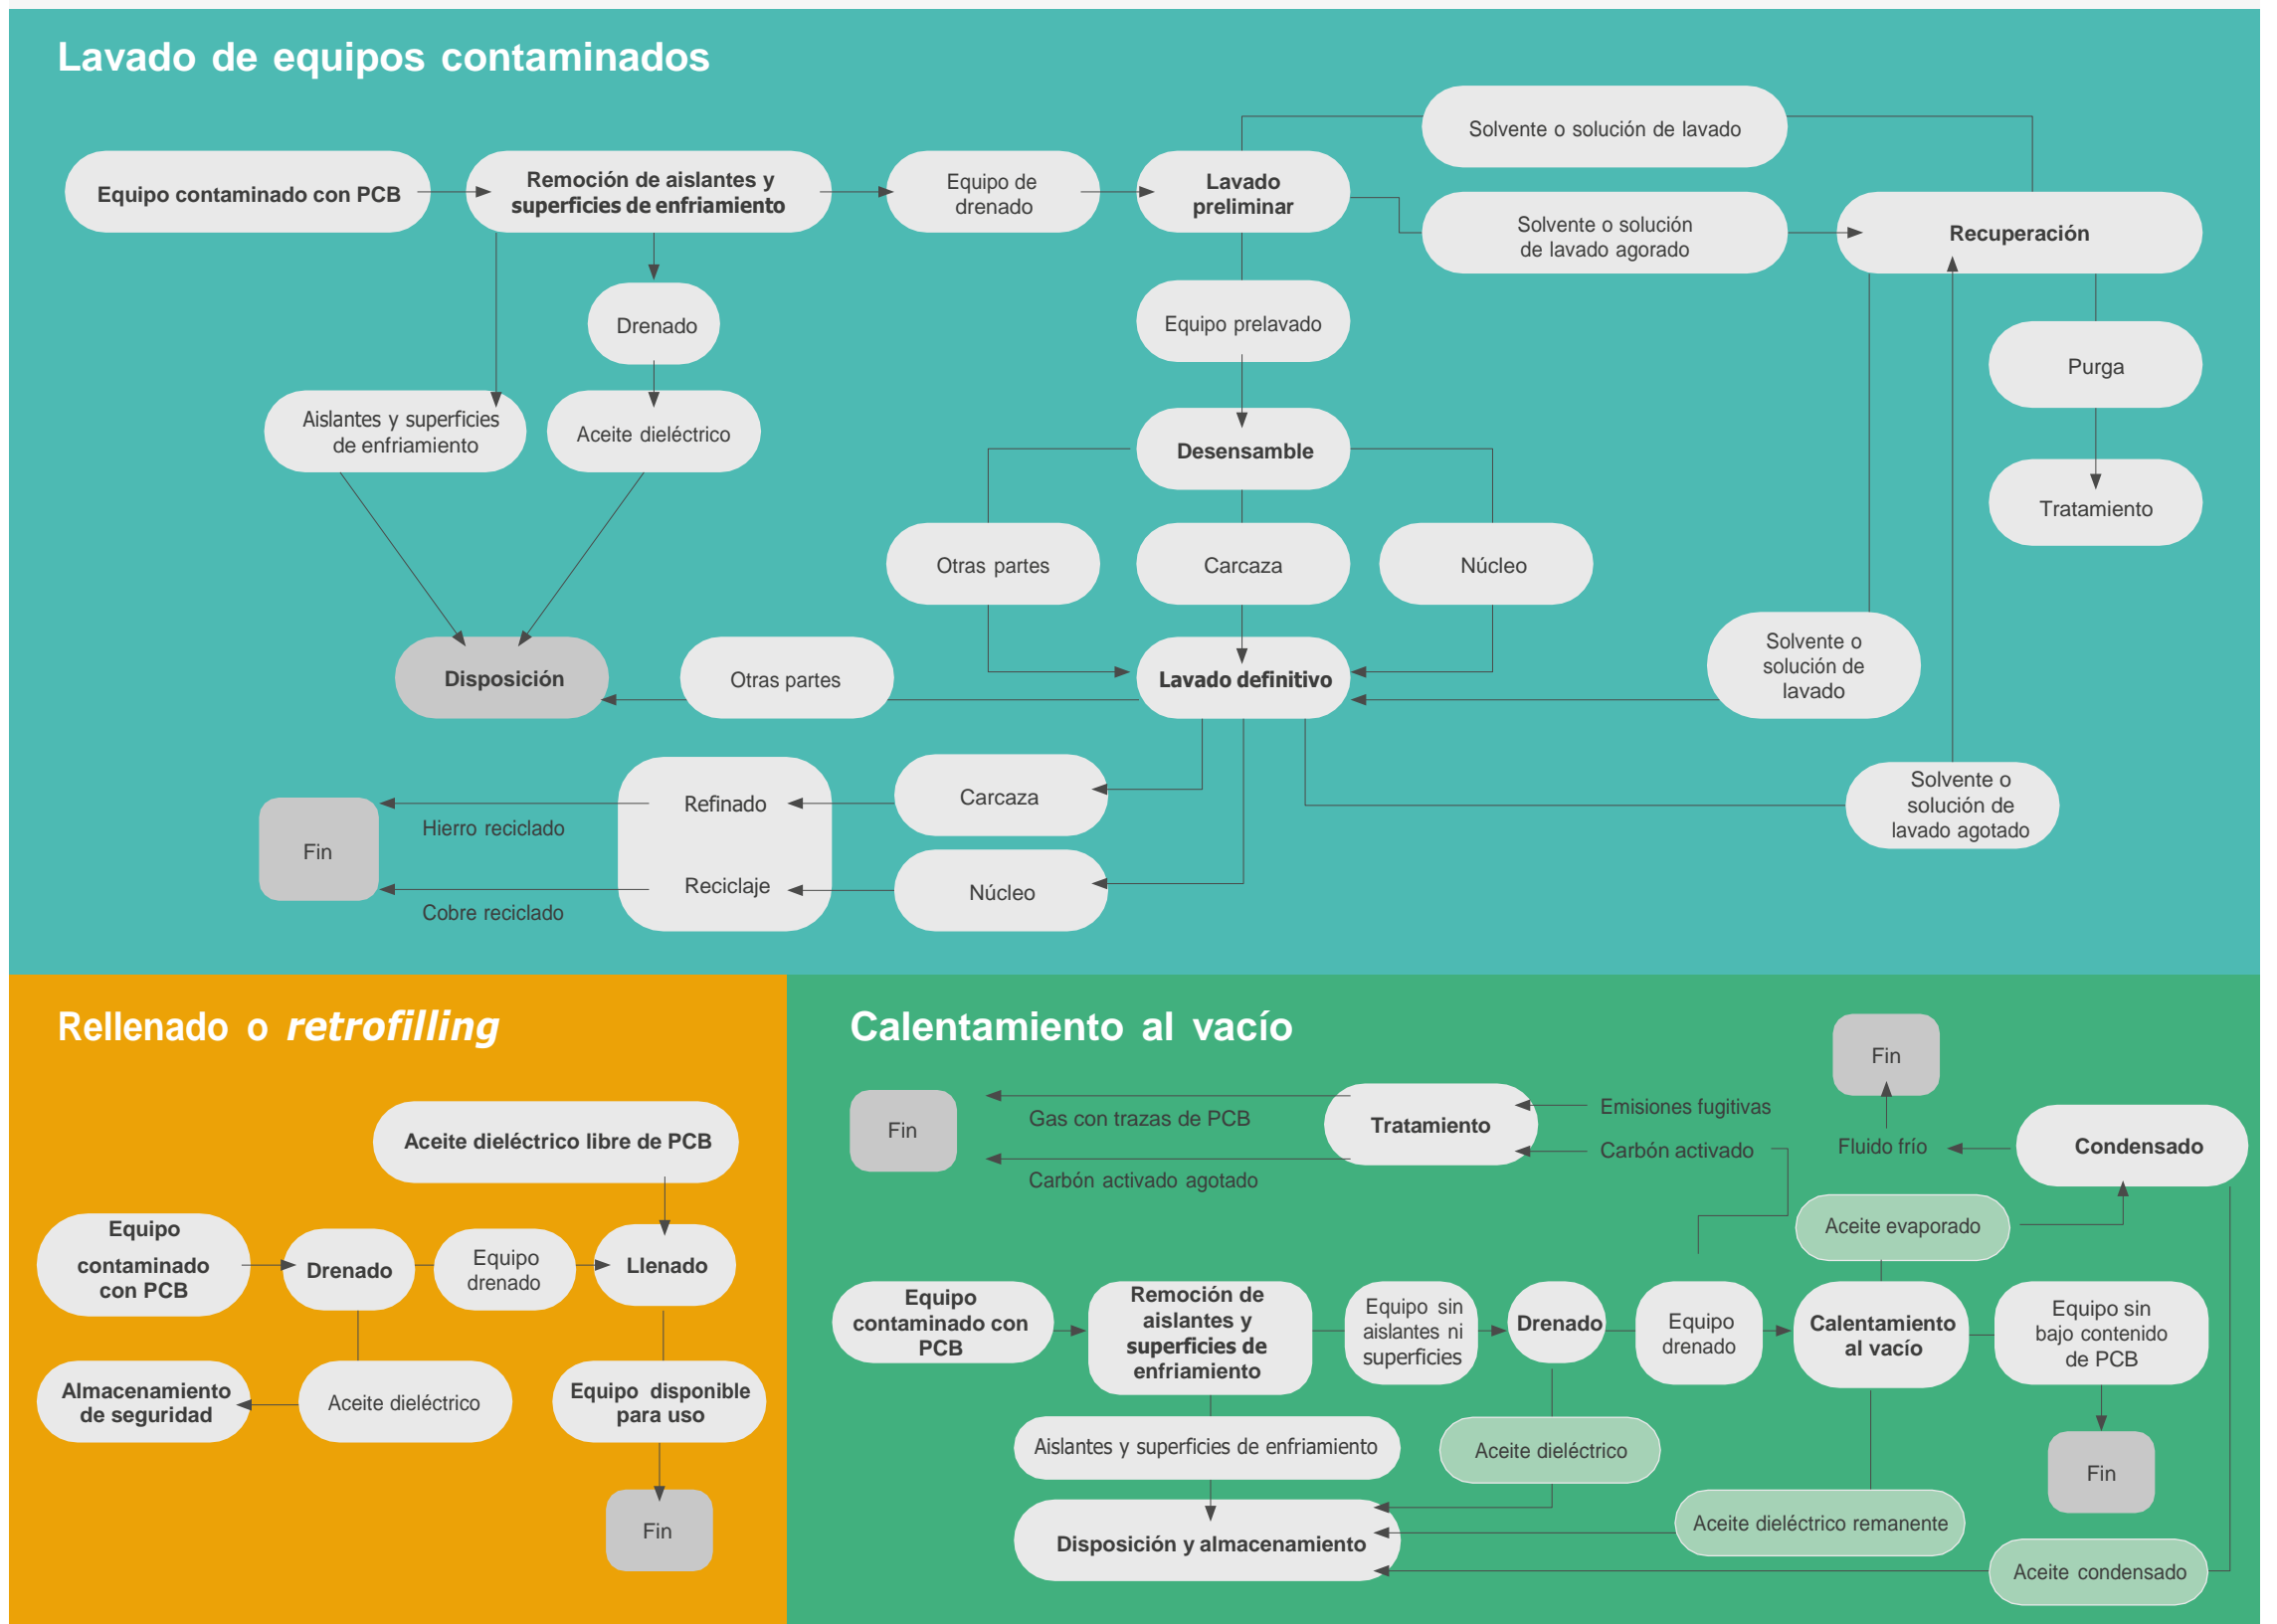 Lavado de equipos contaminados
Solvente o solución de lavado
Equipo contaminado con PCB
Remoción de aislantes y
superficies de enfriamiento
Equipo de
drenado
Lavado
preliminar
Solvente o solución
de lavado agorado
Recuperación
Drenado
Equipo prelavado
Purga
Aislantes y superficies
de enfriamiento
Aceite dieléctrico
Desensamble
Tratamiento
Otras partes
Carcaza
Núcleo
Disposición
Otras partes
Lavado definitivo
Solvente o
solución de
lavado
Solvente o
solución de
lavado agotado
Fin
Hierro reciclado
Refinado
Carcaza
Cobre reciclado
Reciclaje
Núcleo
Rellenado o retrofilling
Aceite dieléctrico libre de PCB
Equipo
contaminado
con PCB
Drenado
Equipo
drenado
Llenado
Almacenamiento
de seguridad
Aceite dieléctrico
Equipo disponible
para uso
Fin
Calentamiento al vacío
Fin
Fin
Gas con trazas de PCB
Carbón activado agotado
Tratamiento
Emisiones fugitivas
Carbón activado
Fluido frío
Condensado
Aceite evaporado
Equipo
contaminado con
PCB
Remoción de
aislantes y
superficies de
enfriamiento
Equipo sin
aislantes ni
superficies
Drenado
Equipo
drenado
Calentamiento
al vacío
Equipo sin
bajo contenido
de PCB
Aislantes y superficies de enfriamiento
Aceite dieléctrico
Fin
Disposición y almacenamiento
Aceite dieléctrico remanente
Aceite condensado